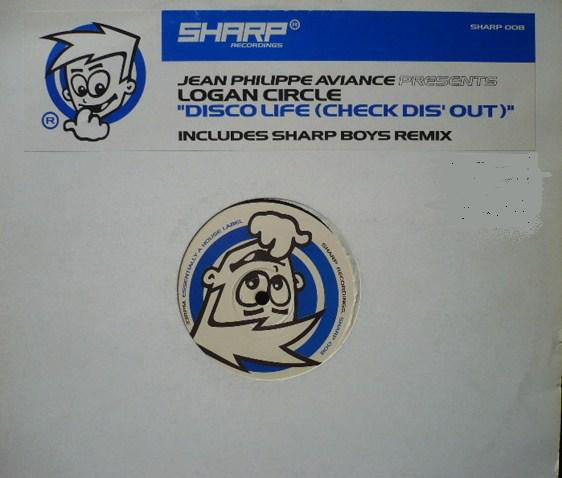 SHARP®
RECORDINGS
SHARP 008
JEAN PHILIPPE AVIANCE PRESENTS
LOGAN CIRCLE
"DISCO LIFE (CHECK DIS' OUT)"
INCLUDES SHARP BOYS REMIX
®
33RPM ESSENTIALLY A HOUSE LABEL
SHARP RECORDINGS. SHARP 008